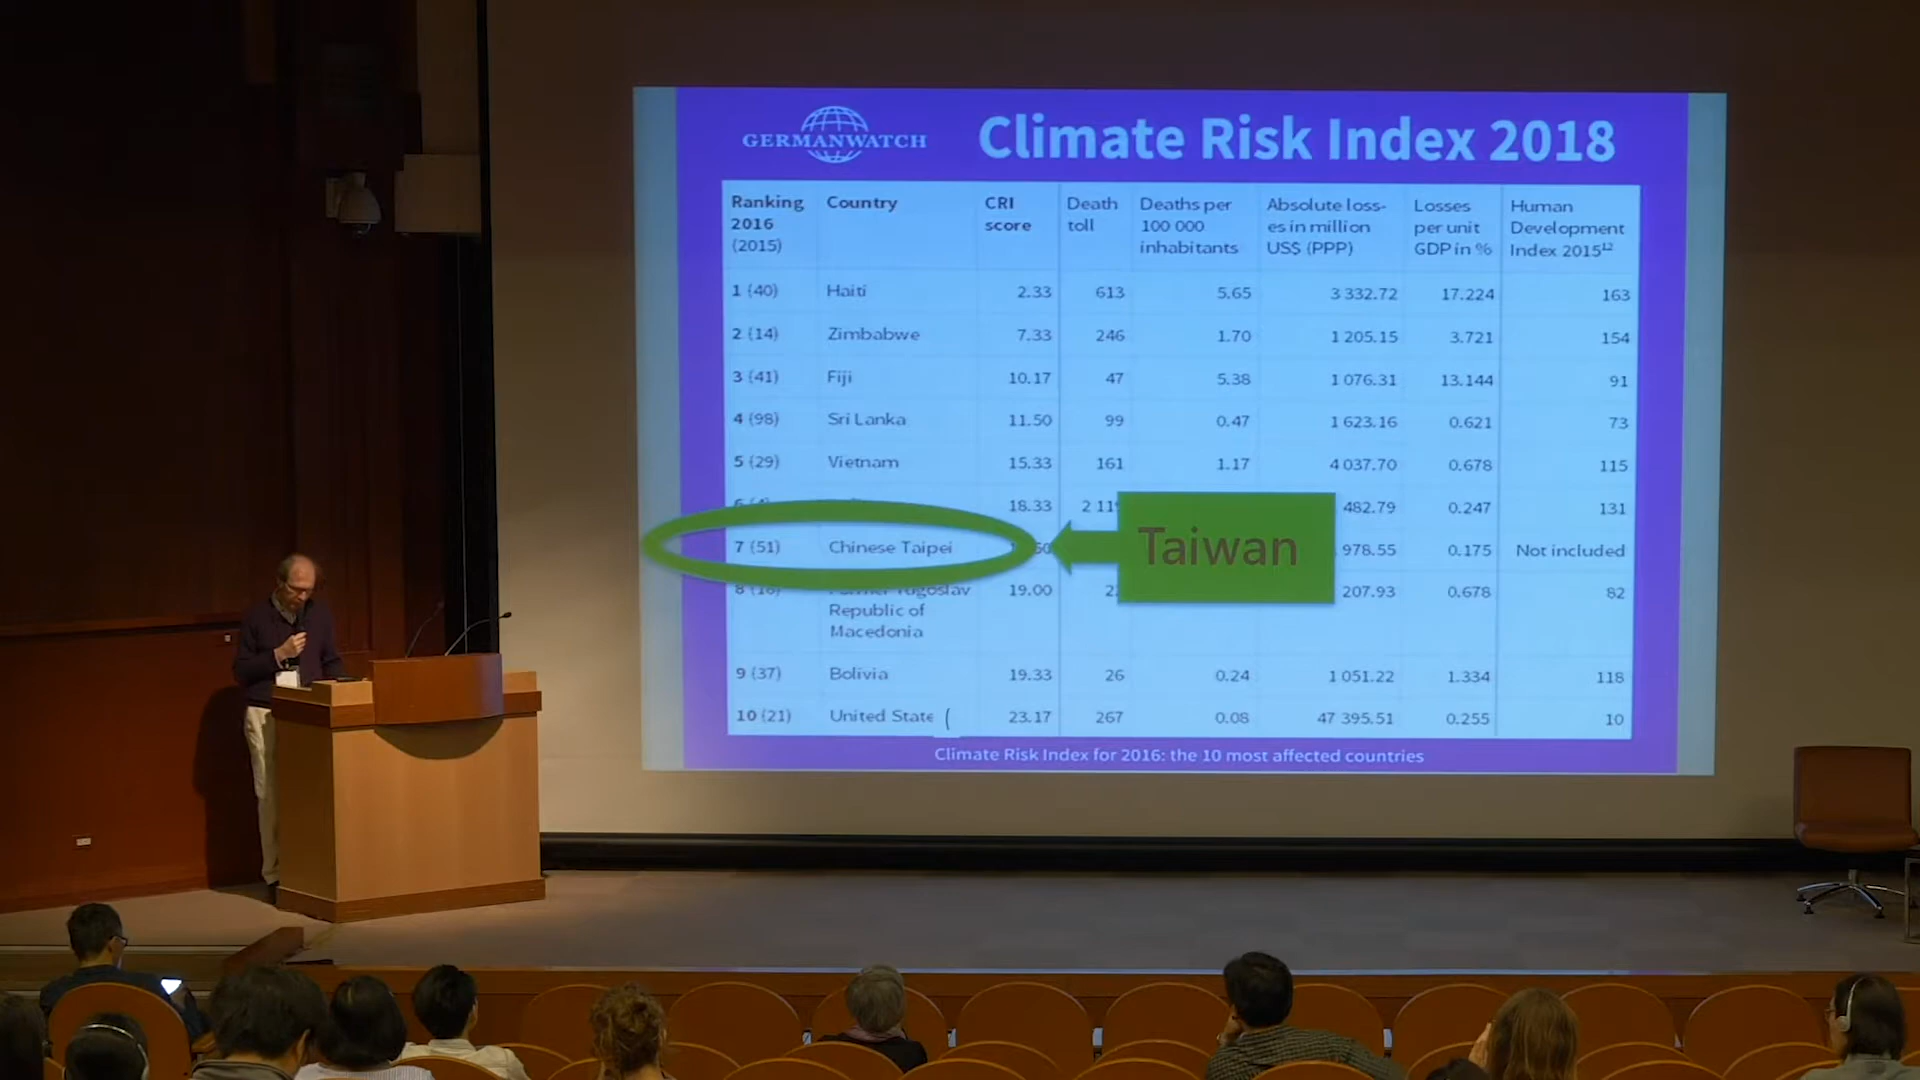 GERMANWATCH
Climate Risk Index 2018
Ranking 2016 (2015) Country CRI score Death toll Deaths per 100 000 inhabitants Absolute loss- es in million US$ (PPP) Losses per unit GDP in % Human Development Index 2015¹²
1 (40) Haiti 2.33 613 5.65 3 332.72 17.224 163
2 (14) Zimbabwe 7.33 246 1.70 1 205.15 3.721 154
3 (41) Fiji 10.17 47 5.38 1 076.31 13.144 91
4 (98) Sri Lanka 11.50 99 0.47 1 623.16 0.621 73
5 (29) Vietnam 15.33 161 1.17 4 037.70 0.678 115
18.33 2 11 482.79 0.247 131
7 (51) Chinese Taipei Taiwan 978.55 0.175 Not included
Yugoslav Republic of Macedonia 19.00 207.93 0.678 82
9 (37) Bolivia 19.33 26 0.24 1 051.22 1.334 118
10 (21) United State ( 23.17 267 0.08 47 395.51 0.255 10
Climate Risk Index for 2016: the 10 most affected countries